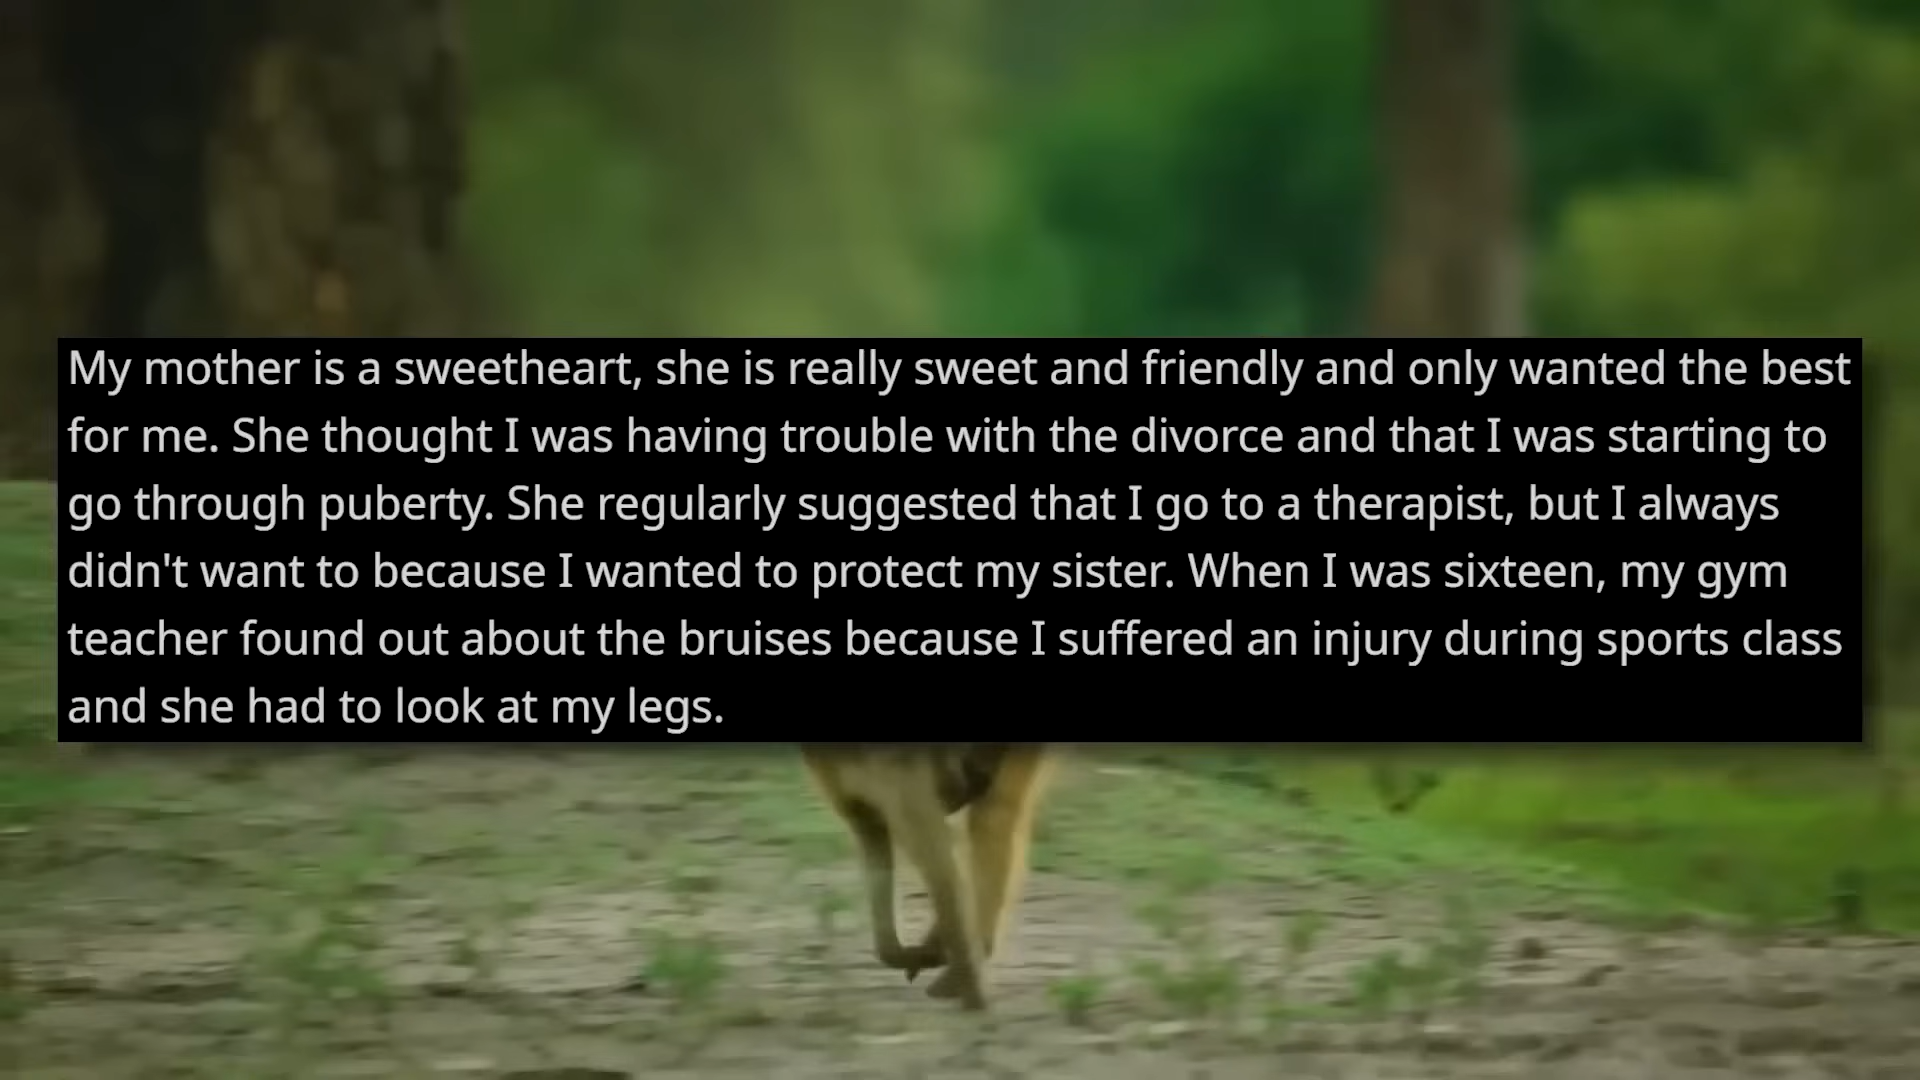 My mother is a sweetheart, she is really sweet and friendly and only wanted the best
for me. She thought I was having trouble with the divorce and that I was starting to
go through puberty. She regularly suggested that I go to a therapist, but I always
didn't want to because I wanted to protect my sister. When I was sixteen, my gym
teacher found out about the bruises because I suffered an injury during sports class
and she had to look at my legs.